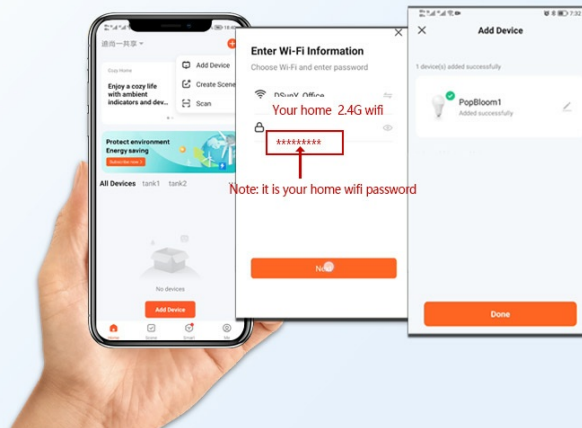 Add Device
Create Scene
Scan
Enjoy a cozy life
with ambient
indicators and dev...
Protect environment
Energy saving
All Devices tank1 tank2
No devices
Add Device
Enter Wi-Fi Information
Choose Wi-Fi and enter password
Your home 2.4G wifi
*********
Note: it is your home wifi password
Add Device
1 device(s) added successfully
PopBloom1
Added successfully
Done